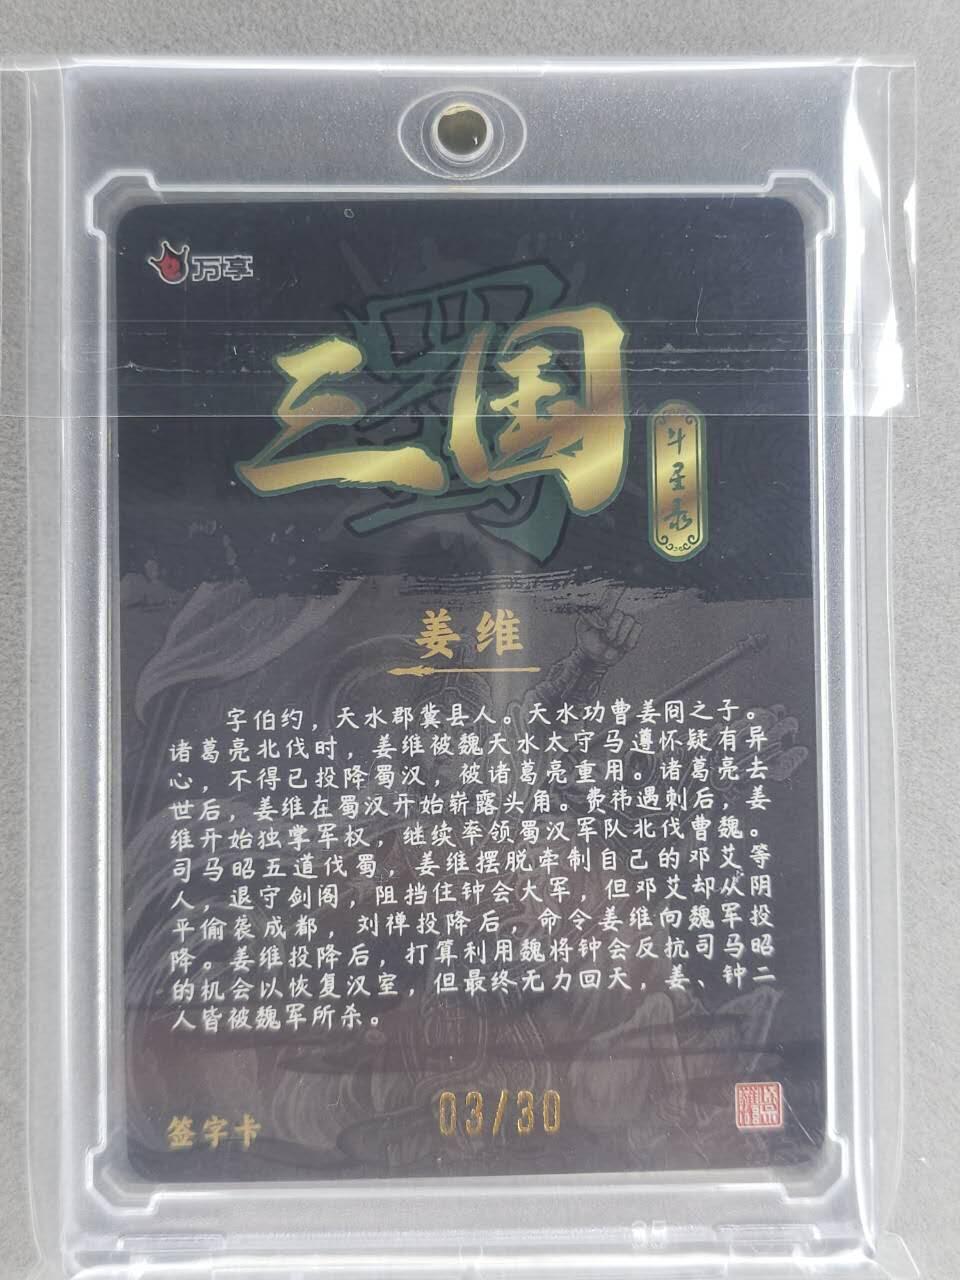 万享
蜀
三国
斗星录
姜维
字伯约，天水郡冀县人。天水功曹姜冏之子。
诸葛亮北伐时，姜维被魏天水太守马遵怀疑有异
心，不得已投降蜀汉，被诸葛亮重用。诸葛亮去
世后，姜维在蜀汉开始崭露头角。费祎遇刺后，姜
维开始独掌军权，继续率领蜀汉军队北伐曹魏。
司马昭五道伐蜀，姜维摆脱牵制自己的邓艾等
人，退守剑阁，阻挡住钟会大军，但邓艾却从阴
平偷袭成都，刘禅投降后，命令姜维向魏军投
降。姜维投降后，打算利用魏将钟会反抗司马昭
的机会以恢复汉室，但最终无力回天，姜、钟二
人皆被魏军所杀。
签字卡
03/30
35